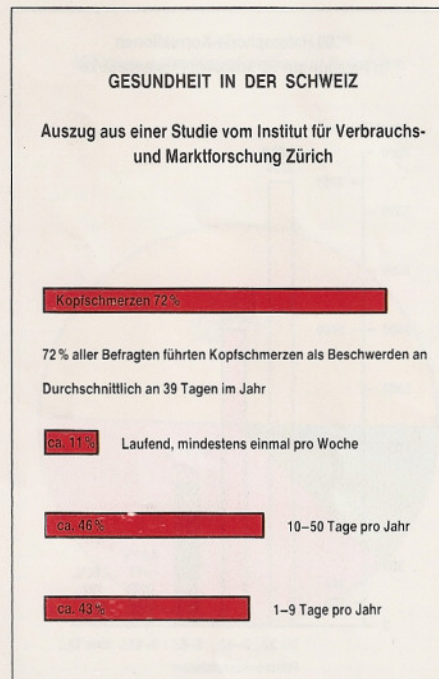 GESUNDHEIT IN DER SCHWEIZ
Auszug aus einer Studie vom Institut für Verbrauchs-
und Marktforschung Zürich
Kopfschmerzen 72%
72% aller Befragten führten Kopfschmerzen als Beschwerden an
Durchschnittlich an 39 Tagen im Jahr
ca. 11% Laufend, mindestens einmal pro Woche
ca. 46% 10–50 Tage pro Jahr
ca. 43% 1–9 Tage pro Jahr